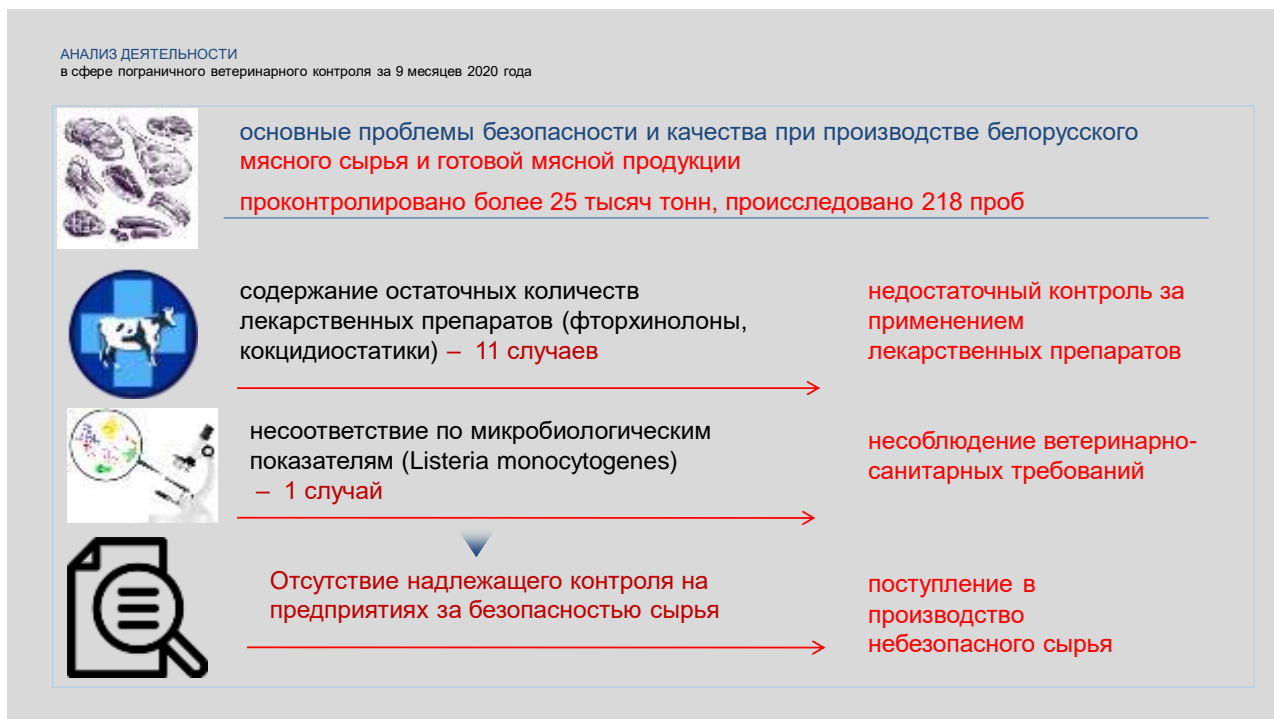 АНАЛИЗ ДЕЯТЕЛЬНОСТИ
в сфере пограничного ветеринарного контроля за 9 месяцев 2020 года
основные проблемы безопасности и качества при производстве белорусского
мясного сырья и готовой мясной продукции
проконтролировано более 25 тысяч тонн, происследовано 218 проб
содержание остаточных количеств
лекарственных препаратов (фторхинолоны,
кокцидиостатики) – 11 случаев
недостаточный контроль за
применением
лекарственных препаратов
несоответствие по микробиологическим
показателям (Listeria monocytogenes)
– 1 случай
несоблюдение ветеринарно-
санитарных требований
Отсутствие надлежащего контроля на
предприятиях за безопасностью сырья
поступление в
производство
небезопасного сырья